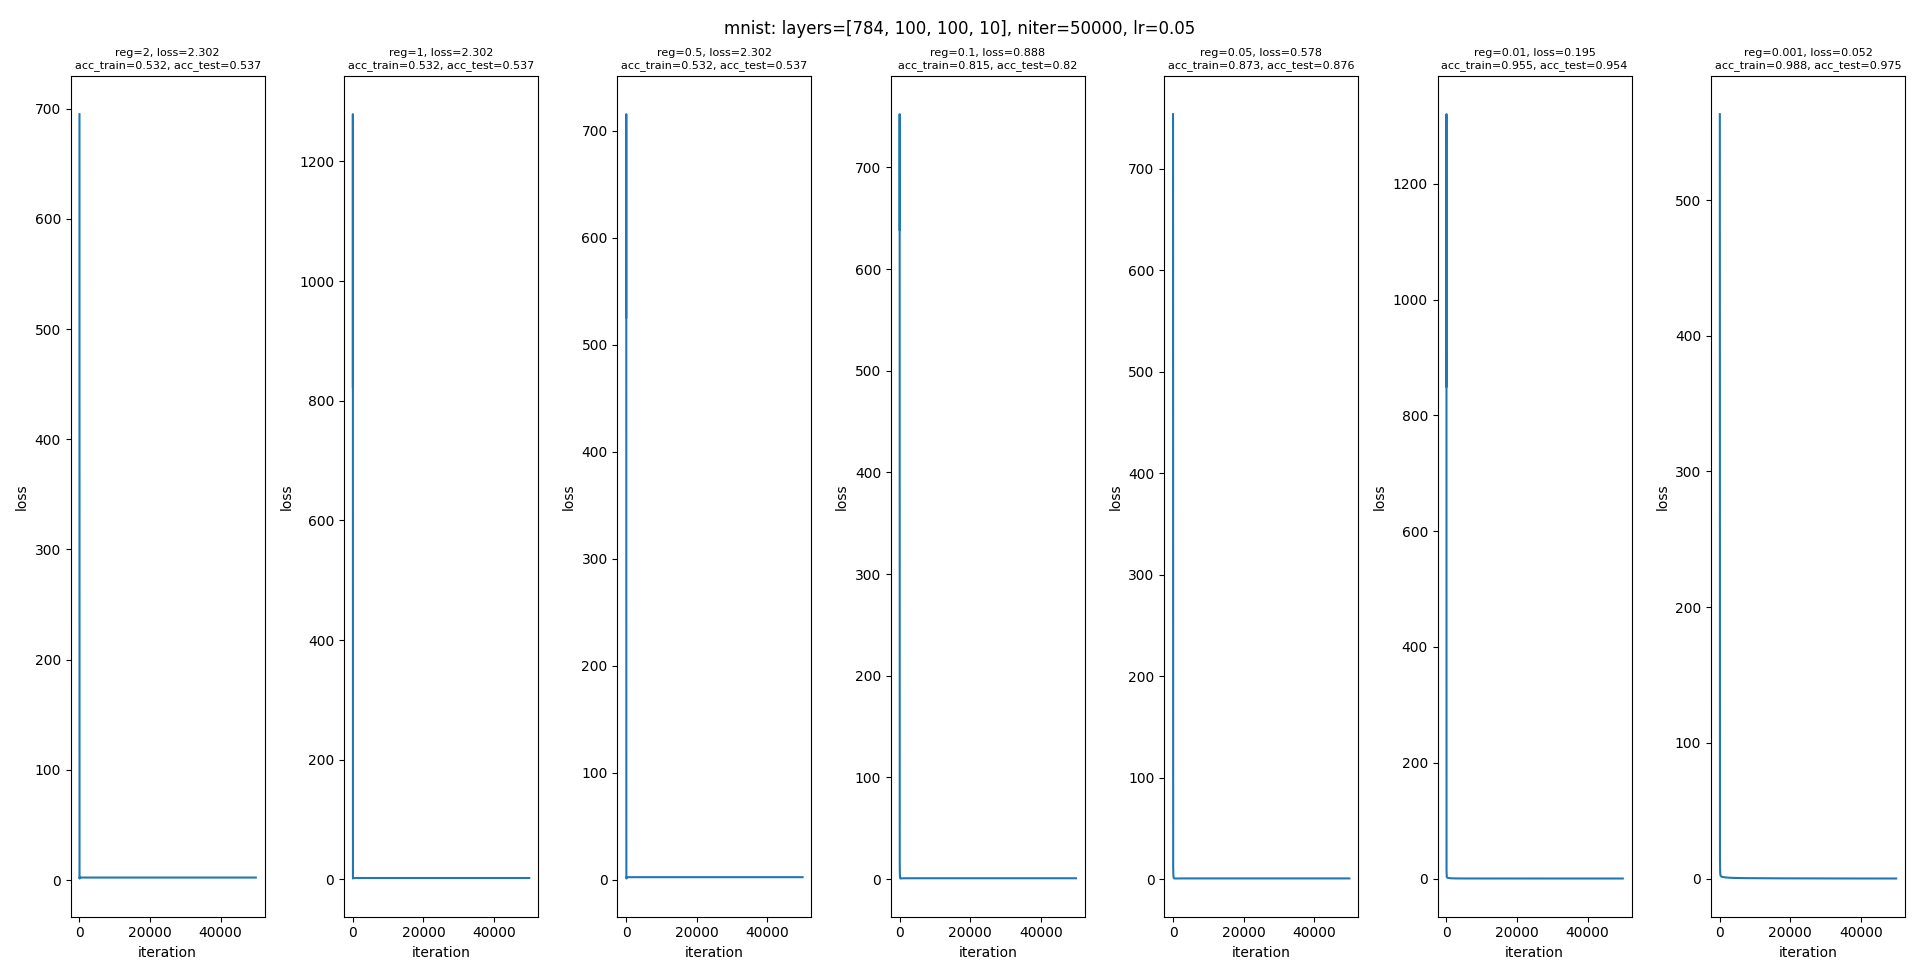 mnist: layers=[784, 100, 100, 10], niter=50000, lr=0.05
reg=2, loss=2.302
acc_train=0.532, acc_test=0.537
700
600
500
400
300
200
100
0
loss
0 20000 40000
iteration
reg=1, loss=2.302
acc_train=0.532, acc_test=0.537
1200
1000
800
600
400
200
0
loss
0 20000 40000
iteration
reg=0.5, loss=2.302
acc_train=0.532, acc_test=0.537
700
600
500
400
300
200
100
0
loss
0 20000 40000
iteration
reg=0.1, loss=0.888
acc_train=0.815, acc_test=0.82
700
600
500
400
300
200
100
0
loss
0 20000 40000
iteration
reg=0.05, loss=0.578
acc_train=0.873, acc_test=0.876
700
600
500
400
300
200
100
0
loss
0 20000 40000
iteration
reg=0.01, loss=0.195
acc_train=0.955, acc_test=0.954
1200
1000
800
600
400
200
0
loss
0 20000 40000
iteration
reg=0.001, loss=0.052
acc_train=0.988, acc_test=0.975
500
400
300
200
100
0
loss
0 20000 40000
iteration